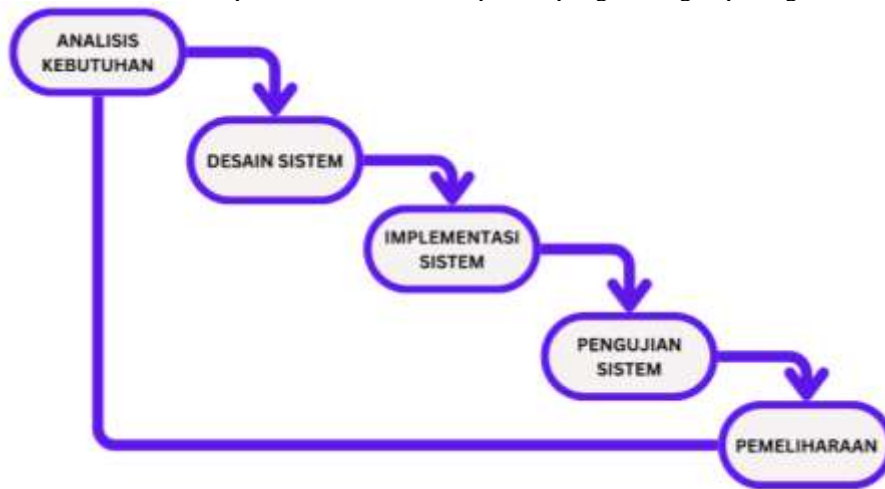 ANALISIS
KEBUTUHAN
DESAIN SISTEM
IMPLEMENTASI
SISTEM
PENGUJIAN
SISTEM
PEMELIHARAAN